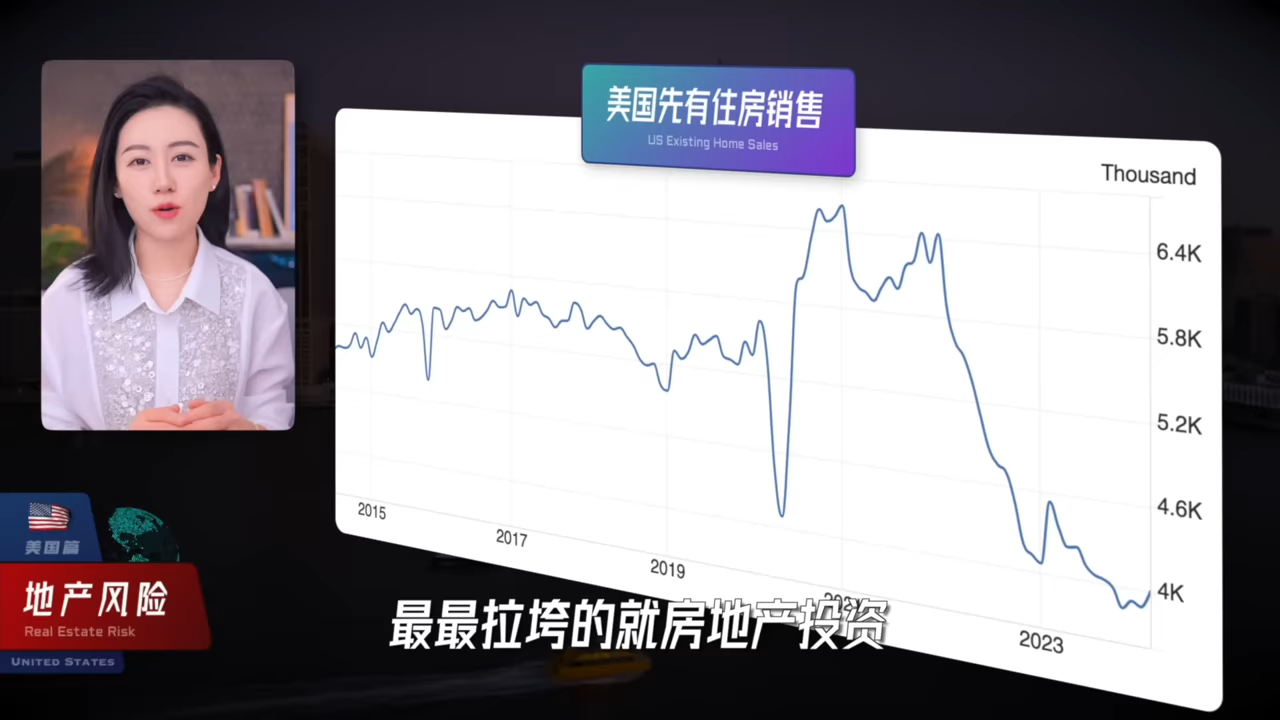 美国先有住房销售
US Existing Home Sales
Thousand
6.4K
5.8K
5.2K
4.6K
4K
2015
2017
2019
2023
美国篇
地产风险
Real Estate Risk
UNITED STATES
最最拉垮的就房地产投资